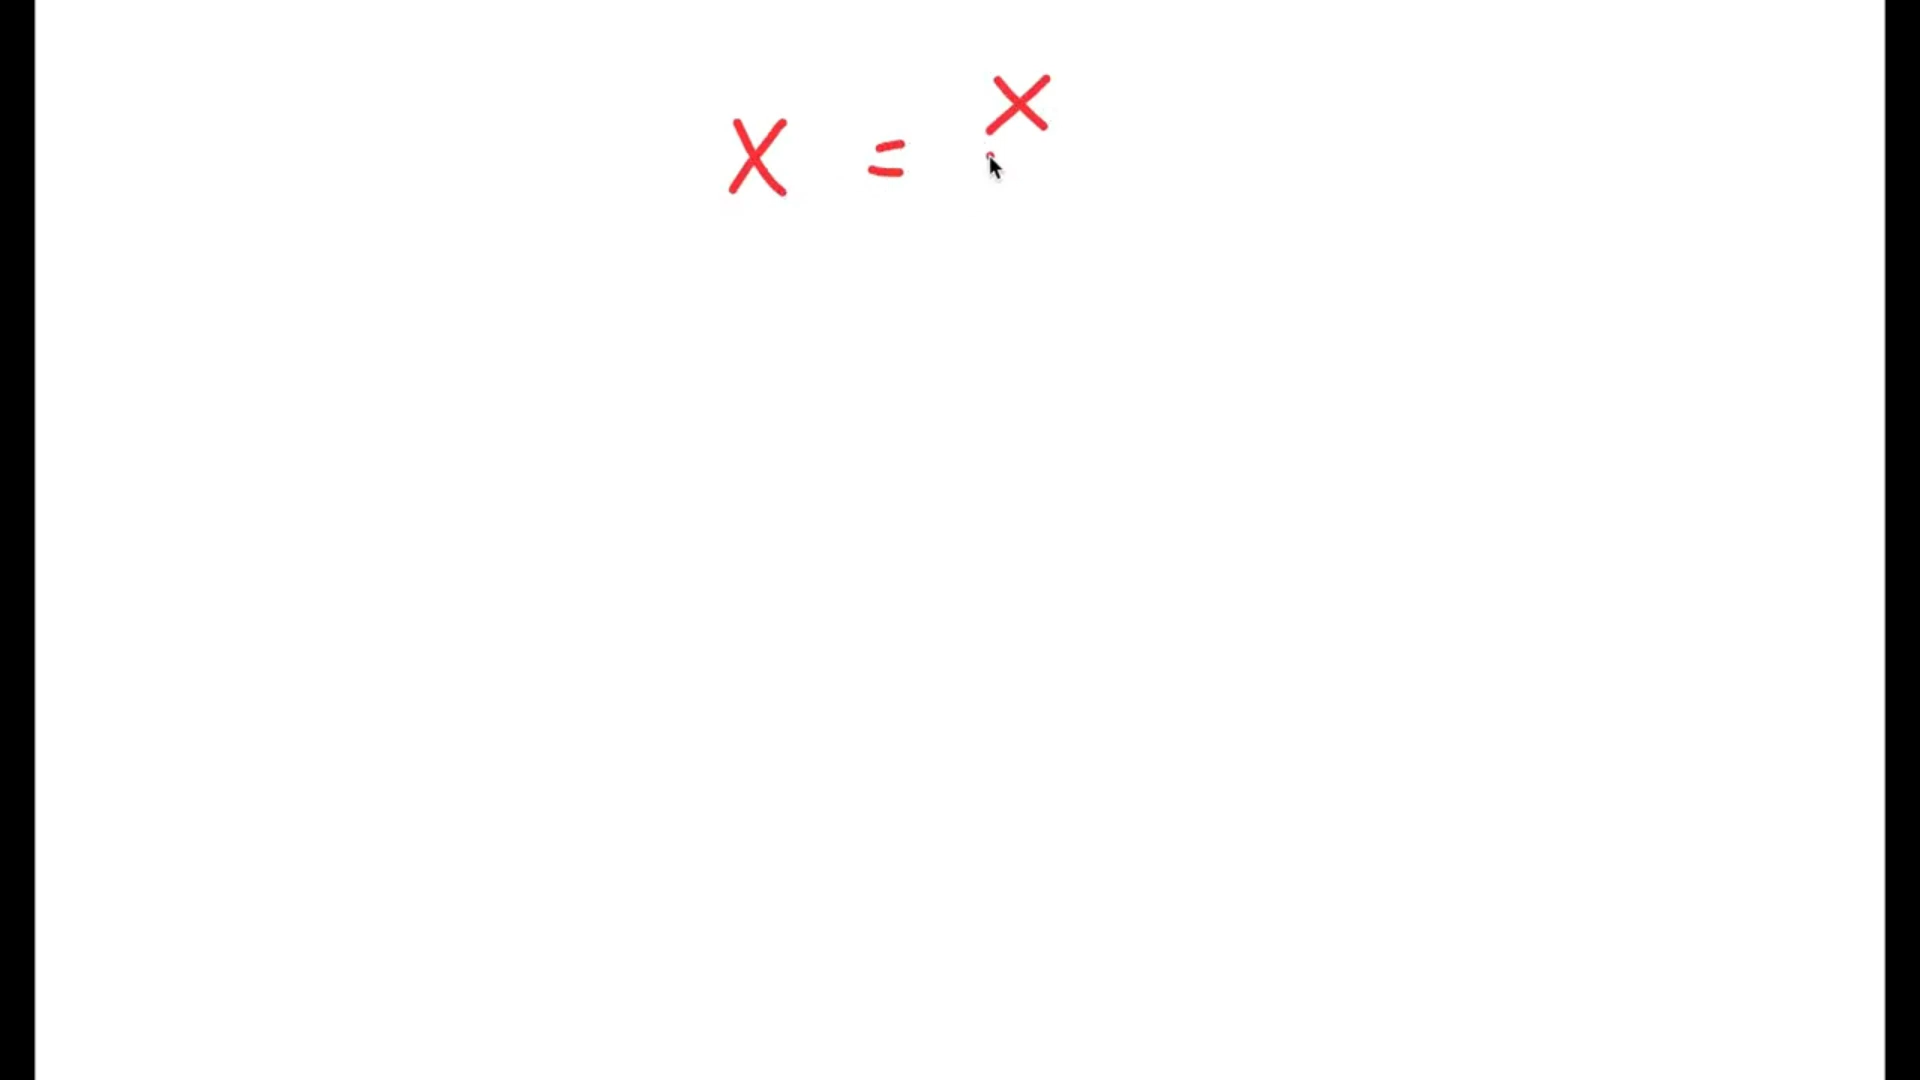 X = X